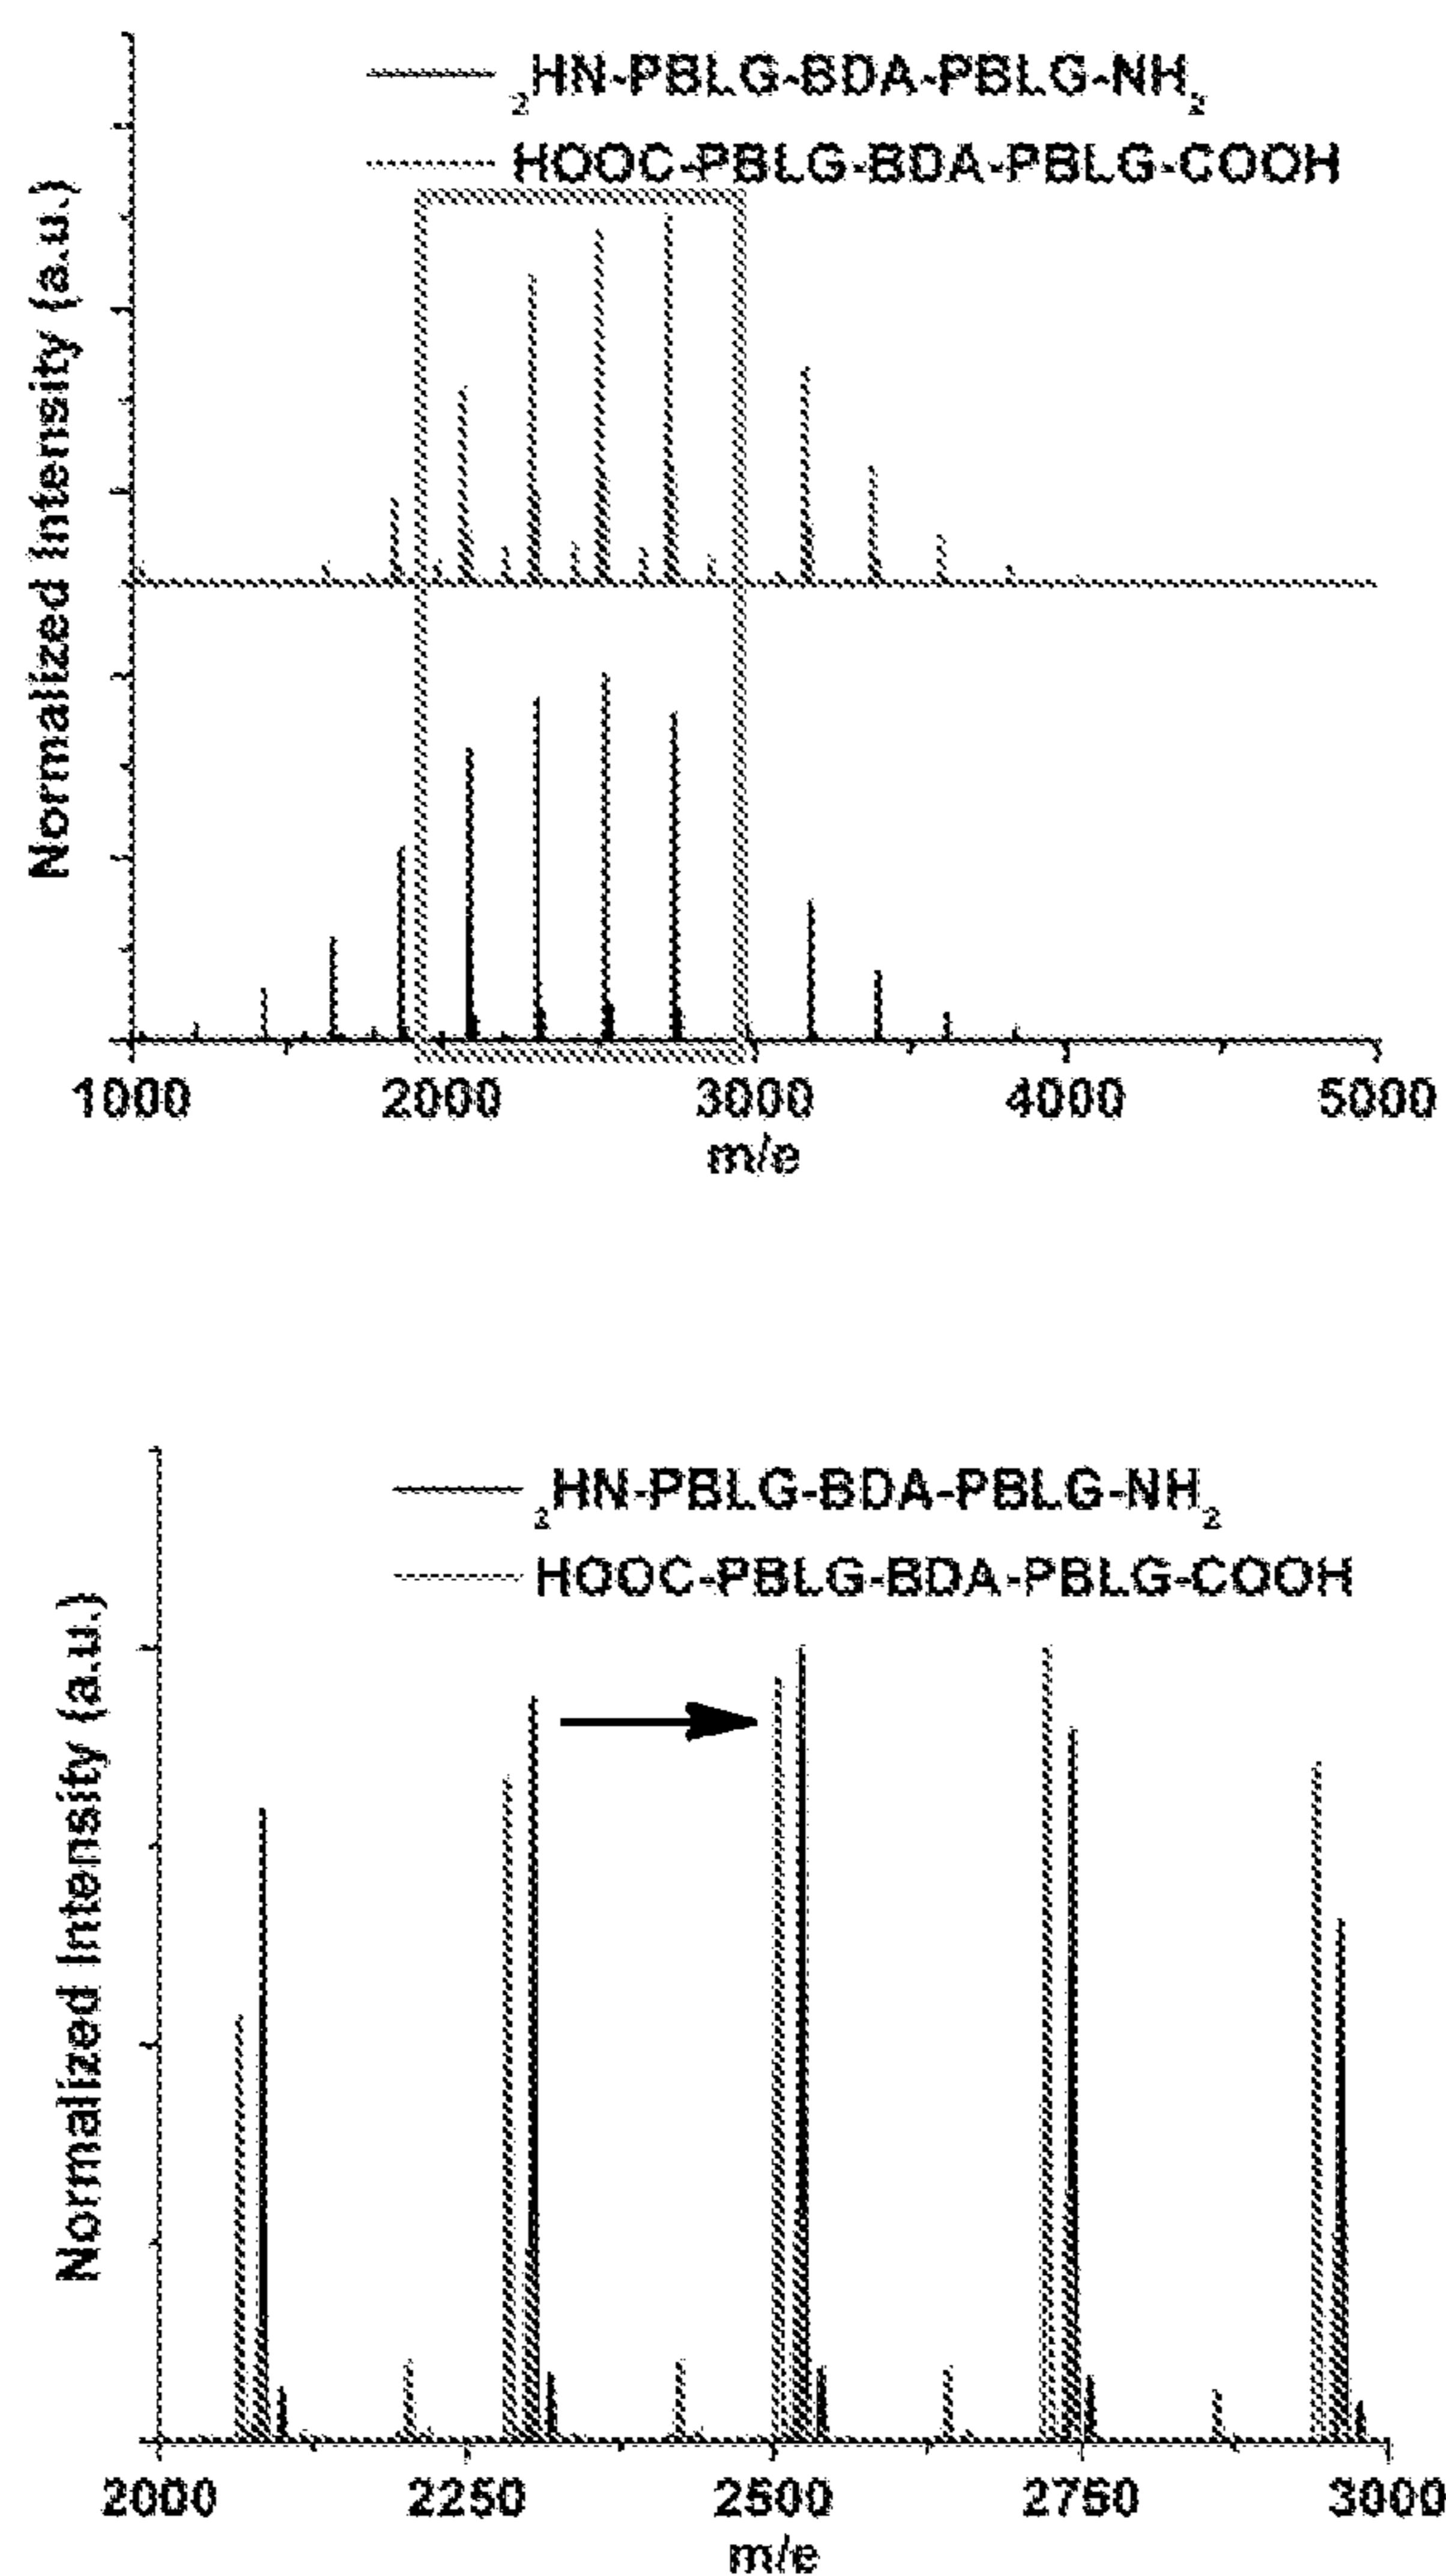 ₂HN-PBLG-BDA-PBLG-NH₂
HOOC-PBLG-BDA-PBLG-COOH
Normalized Intensity (a.u.)
1000 2000 3000 4000 5000
m/e
₂HN-PBLG-BDA-PBLG-NH₂
HOOC-PBLG-BDA-PBLG-COOH
Normalized Intensity (a.u.)
2000 2250 2500 2750 3000
m/e